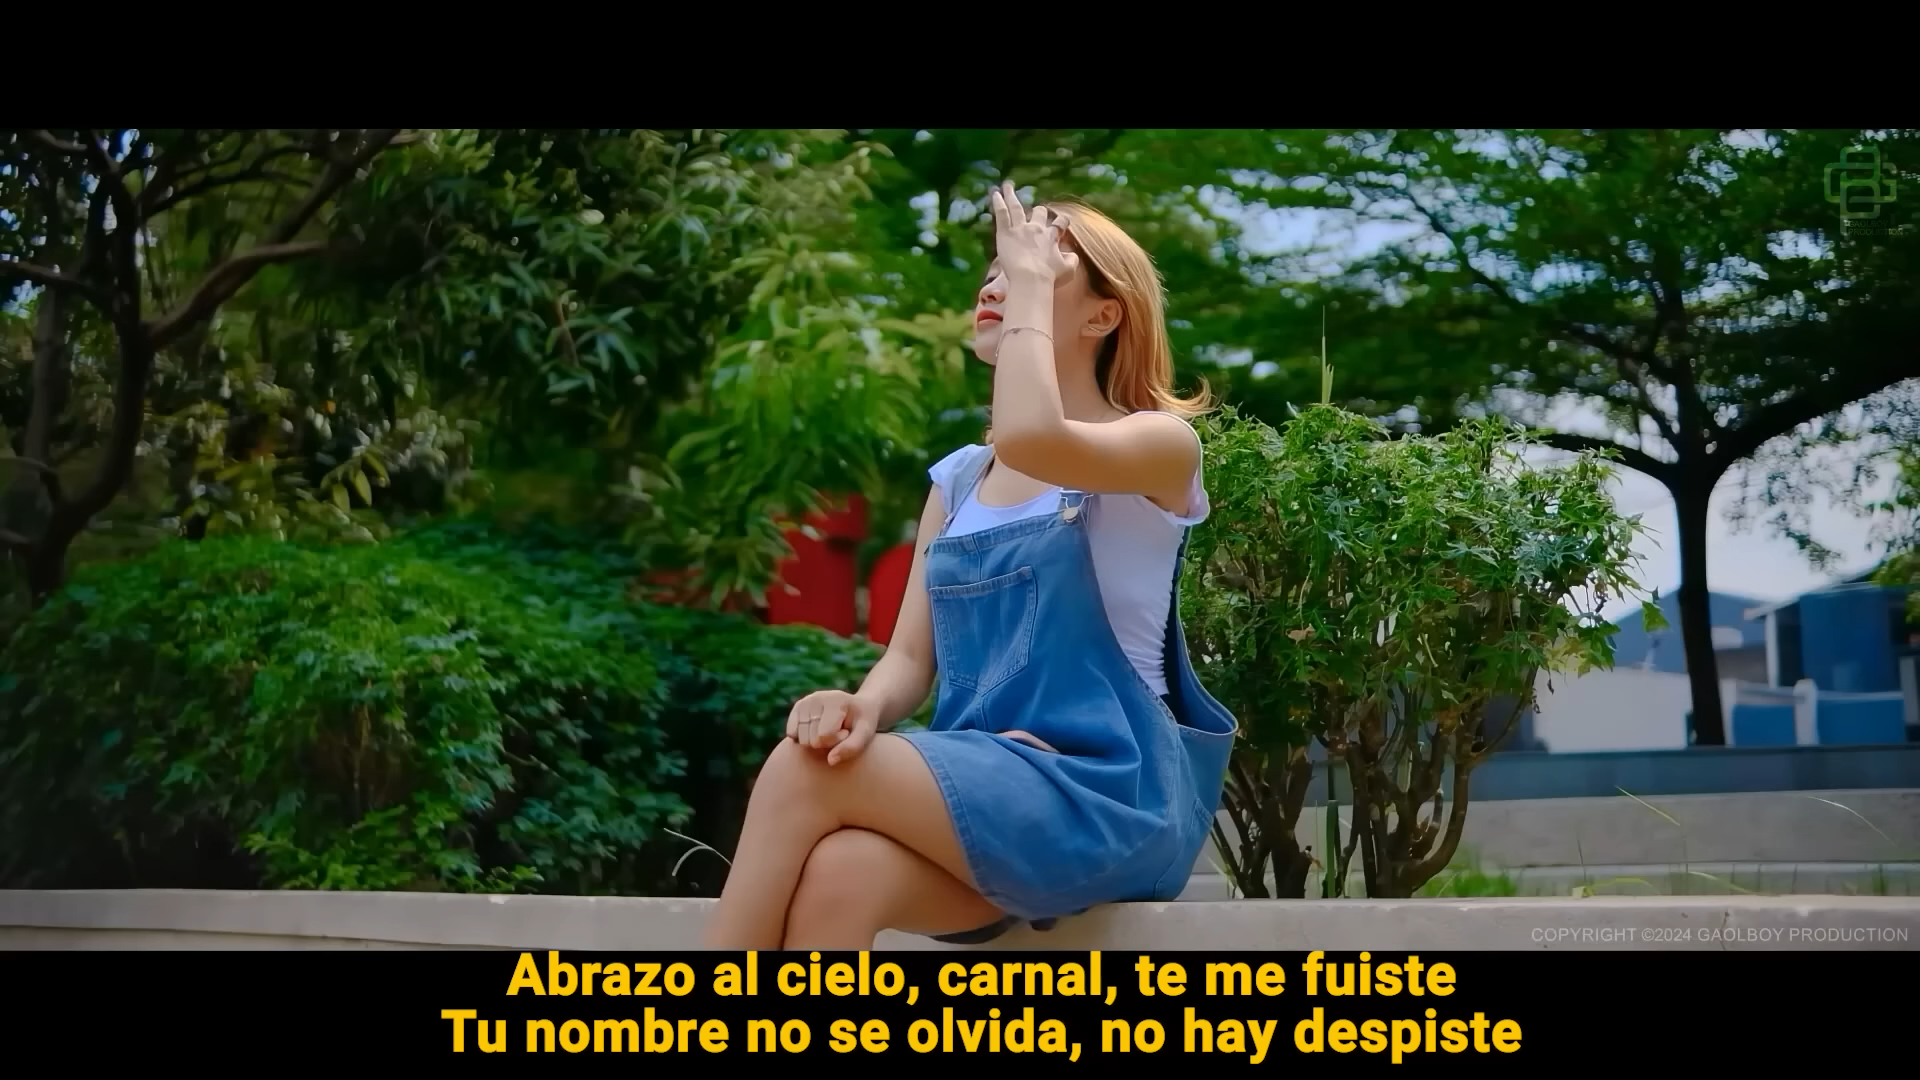 PRODUCTION
COPYRIGHT ©2024 GAOLBOY PRODUCTION
Abrazo al cielo, carnal, te me fuiste
Tu nombre no se olvida, no hay despiste